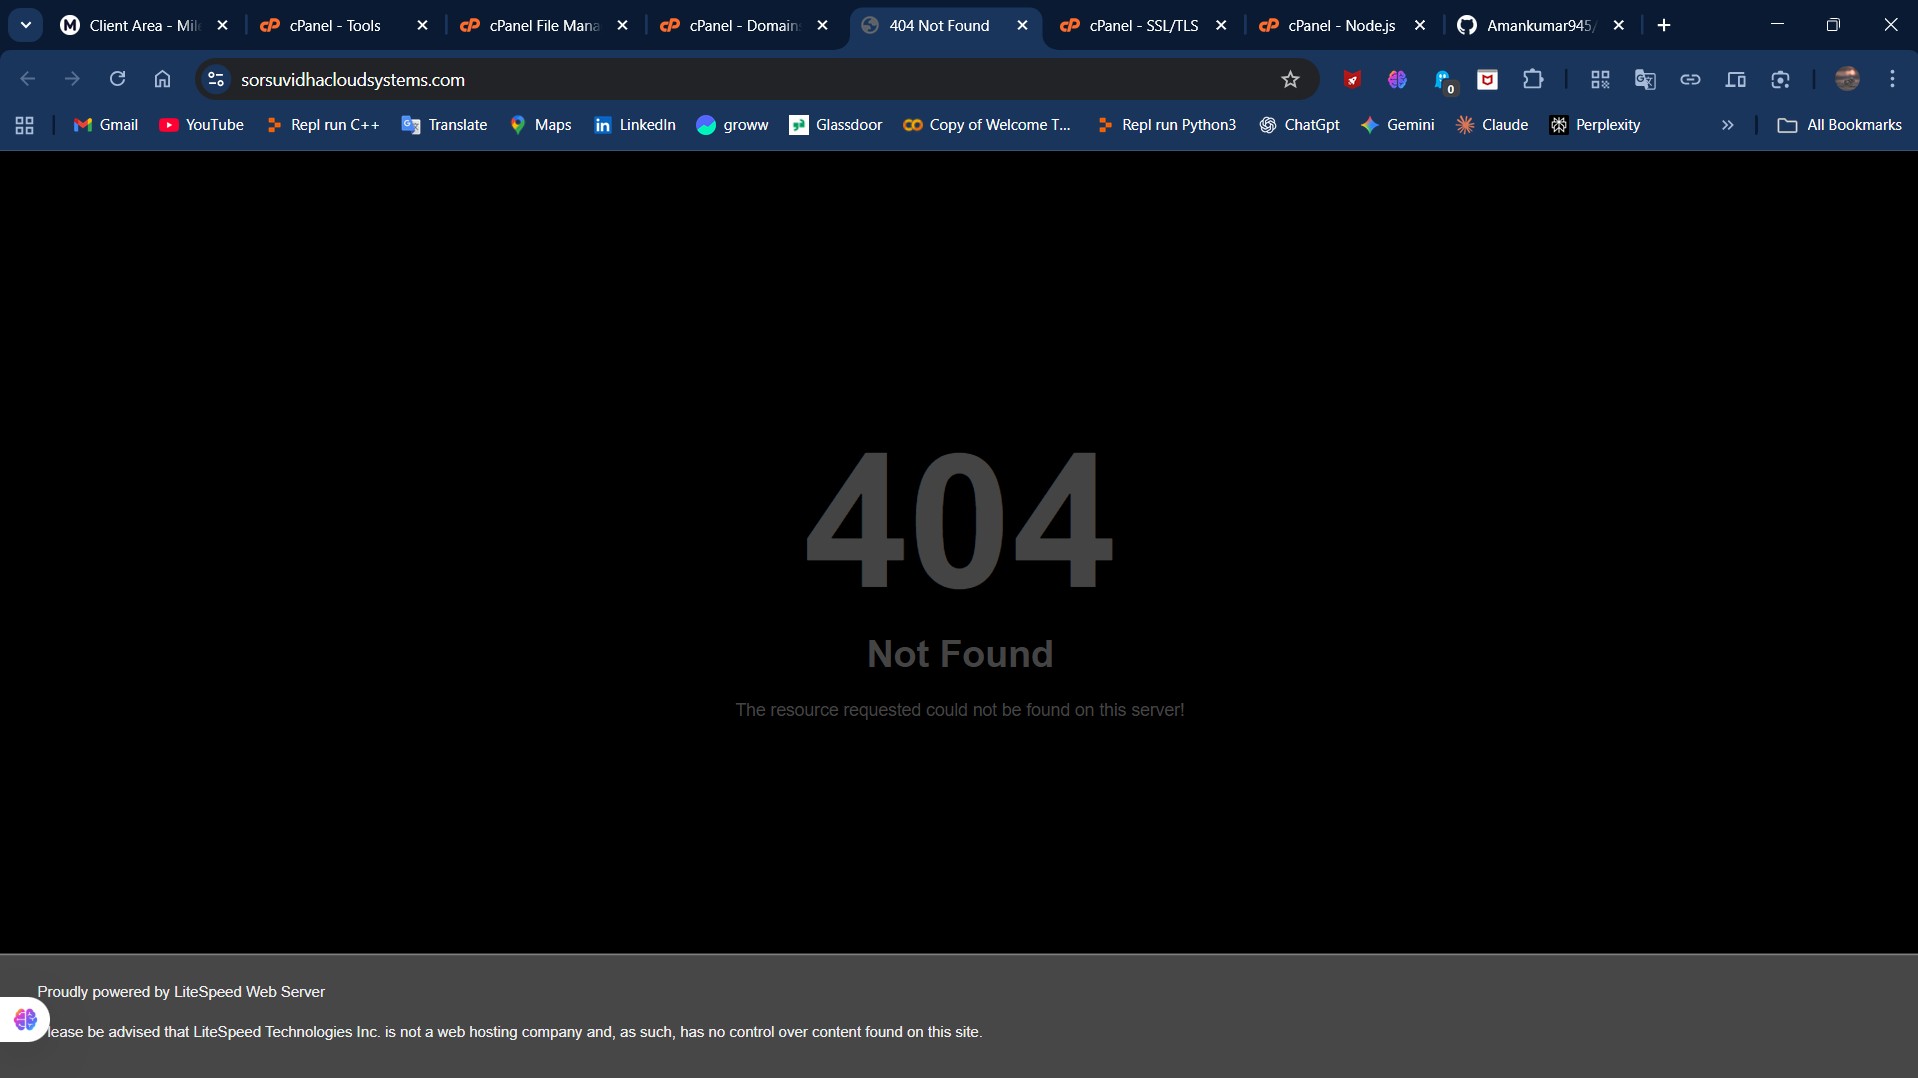 Client Area - Mil
cPanel - Tools
cPanel File Mana
cPanel - Domain
404 Not Found
cPanel - SSL/TLS
cPanel - Node.js
Amankumar945/
sorsuvidhacloudsystems.com
0
Gmail
YouTube
Repl run C++
Translate
Maps
LinkedIn
groww
Glassdoor
Copy of Welcome T...
Repl run Python3
ChatGpt
Gemini
Claude
Perplexity
All Bookmarks
404
Not Found
The resource requested could not be found on this server!
Proudly powered by LiteSpeed Web Server
lease be advised that LiteSpeed Technologies Inc. is not a web hosting company and, as such, has no control over content found on this site.